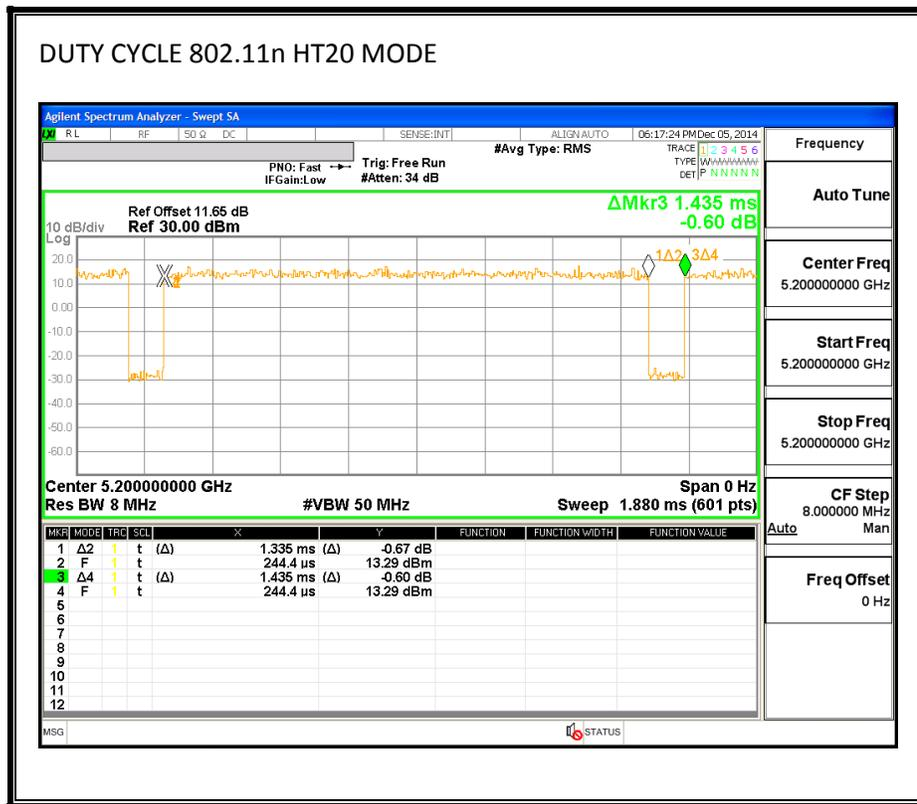 DUTY CYCLE 802.11n HT20 MODE
Agilent Spectrum Analyzer - Swept SA
LXI RL RF 50 Ω DC SENSE:INT ALIGN AUTO 06:17:24 PM Dec 05, 2014
PNO: Fast Trig: Free Run #Avg Type: RMS TRACE 1 2 3 4 5 6
IFGain:Low #Atten: 34 dB TYPE WWWWWW
DET P N N N N N
Ref Offset 11.65 dB ΔMkr3 1.435 ms
10 dB/div Ref 30.00 dBm -0.60 dB
Log
20.0 1Δ2 3Δ4
10.0
0.00
-10.0
-20.0
-30.0
-40.0
-50.0
-60.0
Center 5.200000000 GHz Span 0 Hz
Res BW 8 MHz #VBW 50 MHz Sweep 1.880 ms (601 pts)
MKR MODE TRC SCL X Y FUNCTION FUNCTION WIDTH FUNCTION VALUE
1 Δ2 1 t (Δ) 1.335 ms (Δ) -0.67 dB
2 F 1 t 244.4 µs 13.29 dBm
3 Δ4 1 t (Δ) 1.435 ms (Δ) -0.60 dB
4 F 1 t 244.4 µs 13.29 dBm
5
6
7
8
9
10
11
12
MSG STATUS
Frequency
Auto Tune
Center Freq
5.200000000 GHz
Start Freq
5.200000000 GHz
Stop Freq
5.200000000 GHz
CF Step
8.000000 MHz
Auto Man
Freq Offset
0 Hz